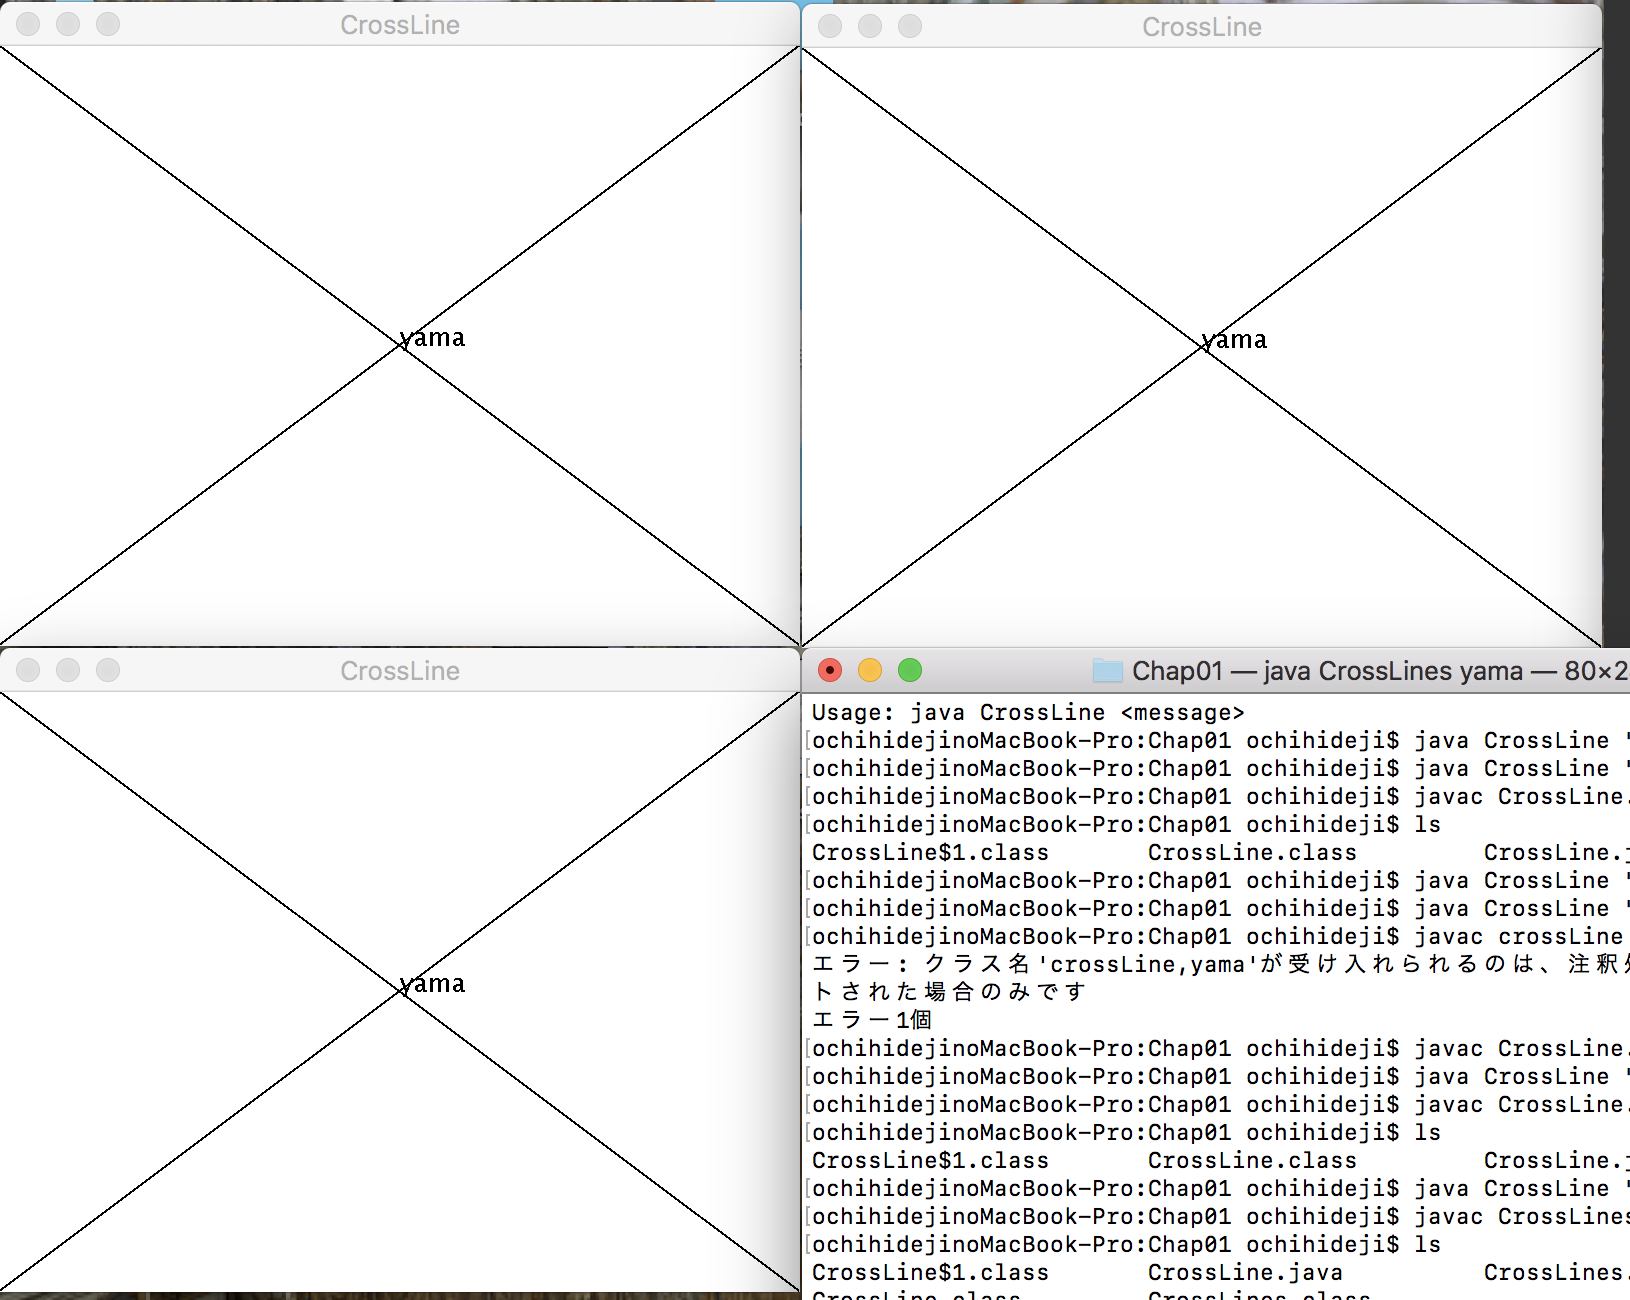 CrossLine
yama
CrossLine
yama
CrossLine
yama
Chap01 — java CrossLines yama — 80×2
Usage: java CrossLine <message>
[ochihidejinoMacBook-Pro:Chap01 ochihideji$ java CrossLine '
[ochihidejinoMacBook-Pro:Chap01 ochihideji$ java CrossLine '
[ochihidejinoMacBook-Pro:Chap01 ochihideji$ javac CrossLine.
[ochihidejinoMacBook-Pro:Chap01 ochihideji$ ls
CrossLine$1.class CrossLine.class CrossLine.j
[ochihidejinoMacBook-Pro:Chap01 ochihideji$ java CrossLine '
[ochihidejinoMacBook-Pro:Chap01 ochihideji$ java CrossLine '
[ochihidejinoMacBook-Pro:Chap01 ochihideji$ javac crossLine
エラー: クラス名'crossLine,yama'が受け入れられるのは、注釈
トされた場合のみです
エラー1個
[ochihidejinoMacBook-Pro:Chap01 ochihideji$ javac CrossLine.
[ochihidejinoMacBook-Pro:Chap01 ochihideji$ java CrossLine '
[ochihidejinoMacBook-Pro:Chap01 ochihideji$ javac CrossLine.
[ochihidejinoMacBook-Pro:Chap01 ochihideji$ ls
CrossLine$1.class CrossLine.class CrossLine.j
[ochihidejinoMacBook-Pro:Chap01 ochihideji$ java CrossLine '
[ochihidejinoMacBook-Pro:Chap01 ochihideji$ javac CrossLines
[ochihidejinoMacBook-Pro:Chap01 ochihideji$ ls
CrossLine$1.class CrossLine.java CrossLines.
CrossLine.class CrossLines.class